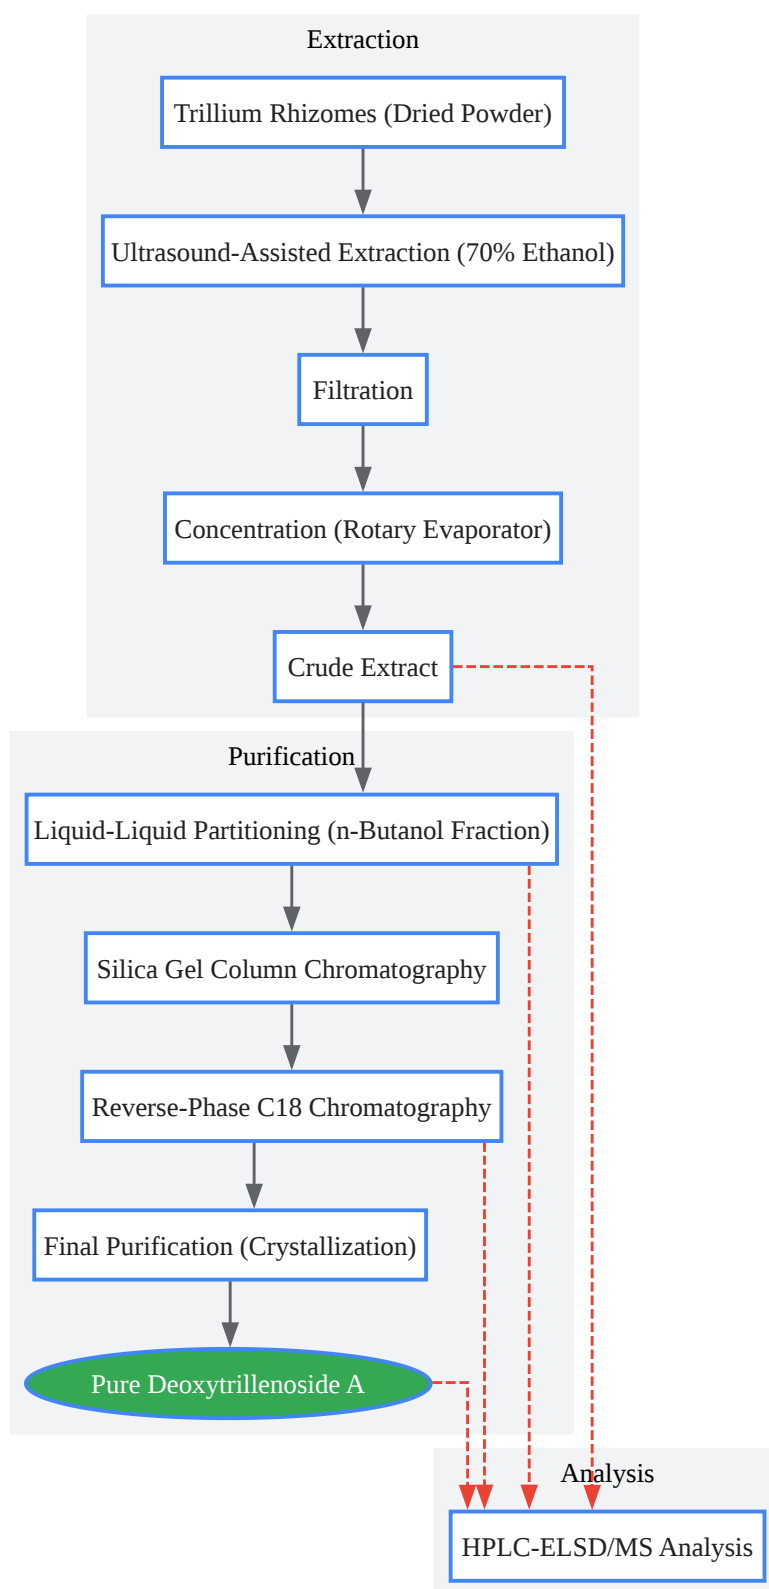 Extraction
Trillium Rhizomes (Dried Powder)
Ultrasound-Assisted Extraction (70% Ethanol)
Filtration
Concentration (Rotary Evaporator)
Crude Extract
Purification
Liquid-Liquid Partitioning (n-Butanol Fraction)
Silica Gel Column Chromatography
Reverse-Phase C18 Chromatography
Final Purification (Crystallization)
Pure Deoxytrillenoside A
Analysis
HPLC-ELSD/MS Analysis